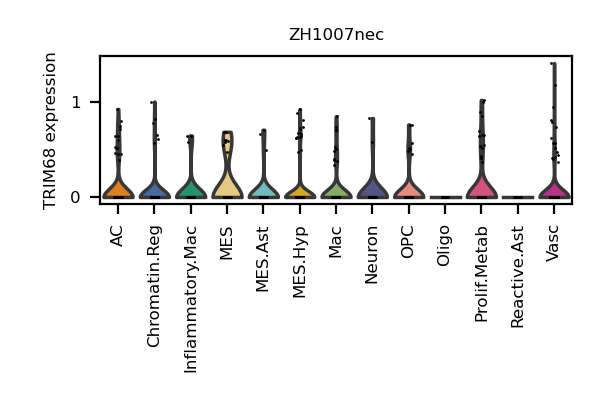 ZH1007nec
TRIM68 expression
1
0
AC
Chromatin.Reg
Inflammatory.Mac
MES
MES.Ast
MES.Hyp
Mac
Neuron
OPC
Oligo
Prolif.Metab
Reactive.Ast
Vasc